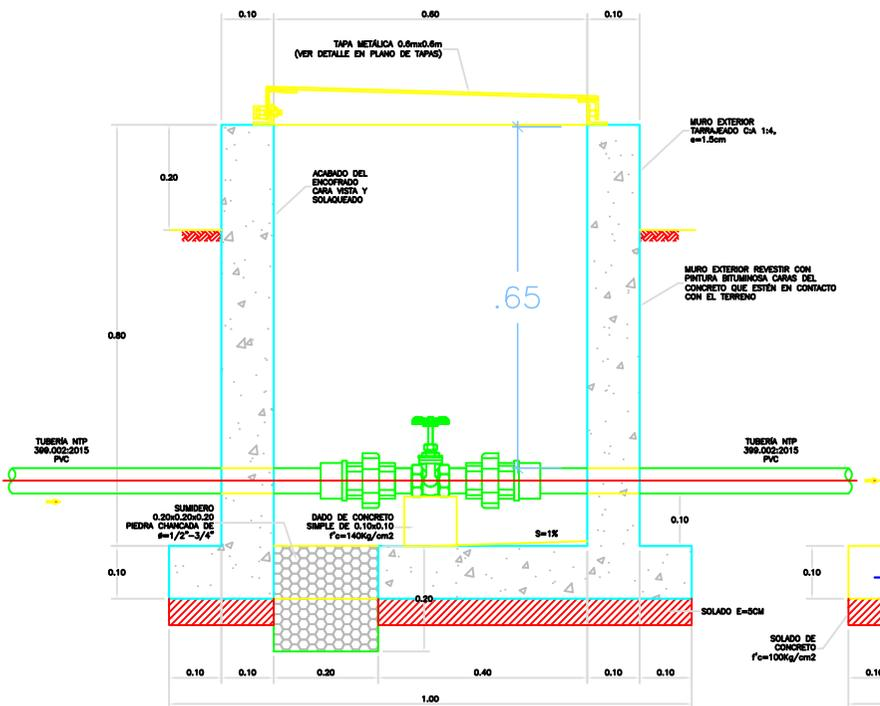 0.10
0.60
0.10
TAPA METÁLICA 0.6mx0.6m
(VER DETALLE EN PLANO DE TAPAS)
MURO EXTERIOR
TARRAJEADO C:A 1:4,
e=1.5cm
ACABADO DEL
ENCOFRADO
CARA VISTA Y
SOLAQUEADO
0.20
MURO EXTERIOR REVESTIR CON
PINTURA BITUMINOSA CARAS DEL
CONCRETO QUE ESTÉN EN CONTACTO
CON EL TERRENO
.65
0.80
TUBERÍA NTP
399.002:2015
PVC
TUBERÍA NTP
399.002:2015
PVC
SUMIDERO
0.20x0.20x0.20
PIEDRA CHANCADA DE
ø=1/2"-3/4"
DADO DE CONCRETO
SIMPLE DE 0.10x0.10
f'c=140Kg/cm2
S=1%
0.10
0.10
0.10
0.20
SOLADO E=5CM
SOLADO DE
CONCRETO
f'c=100Kg/cm2
0.10
0.10
0.20
0.40
0.10
0.10
0.10
1.00